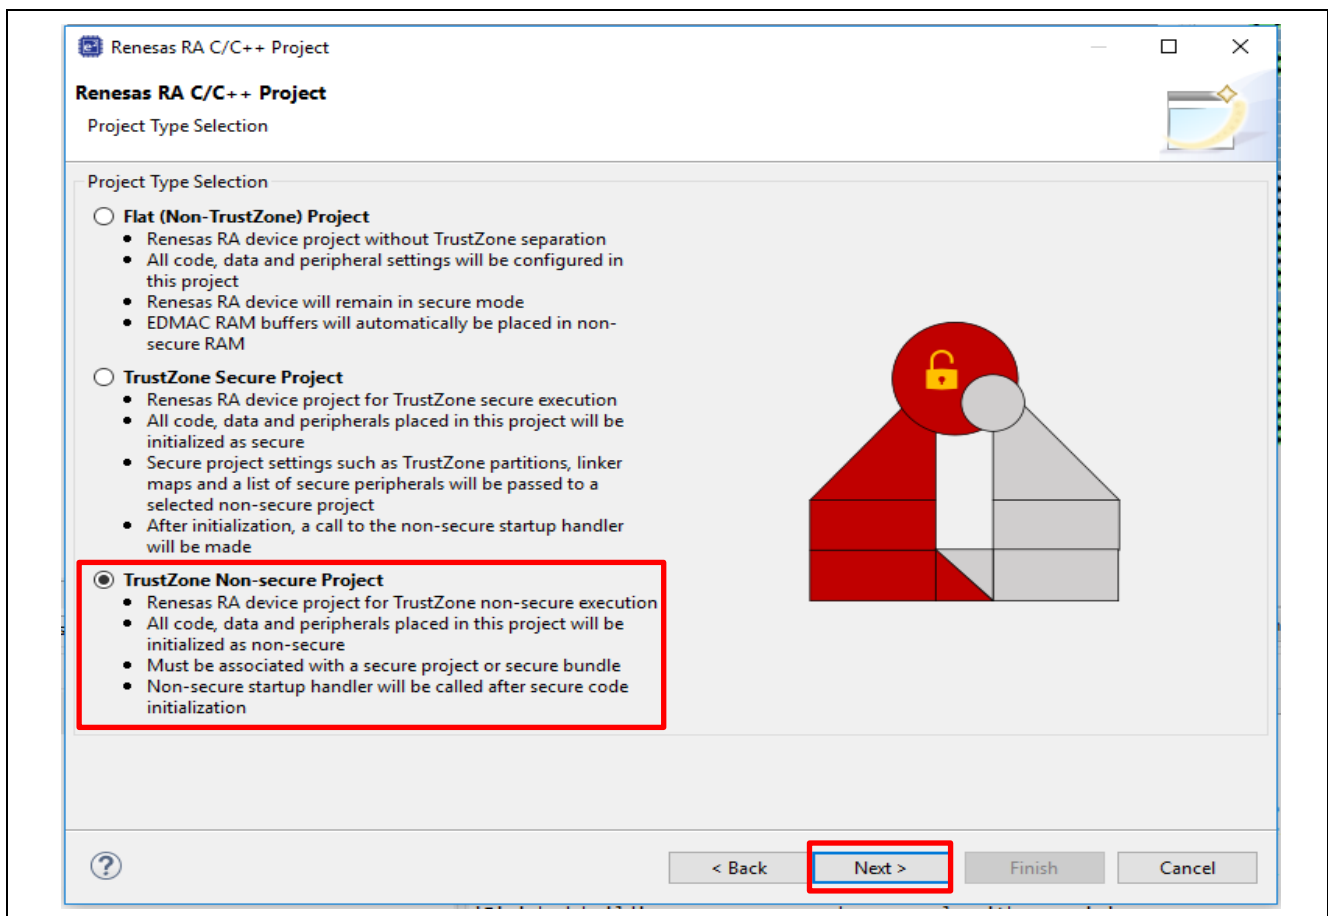 Renesas RA C/C++ Project
Renesas RA C/C++ Project
Project Type Selection
Project Type Selection
Flat (Non-TrustZone) Project
• Renesas RA device project without TrustZone separation
• All code, data and peripheral settings will be configured in
this project
• Renesas RA device will remain in secure mode
• EDMAC RAM buffers will automatically be placed in non-
secure RAM
TrustZone Secure Project
• Renesas RA device project for TrustZone secure execution
• All code, data and peripherals placed in this project will be
initialized as secure
• Secure project settings such as TrustZone partitions, linker
maps and a list of secure peripherals will be passed to a
selected non-secure project
• After initialization, a call to the non-secure startup handler
will be made
TrustZone Non-secure Project
• Renesas RA device project for TrustZone non-secure execution
• All code, data and peripherals placed in this project will be
initialized as non-secure
• Must be associated with a secure project or secure bundle
• Non-secure startup handler will be called after secure code
initialization
?
< Back
Next >
Finish
Cancel